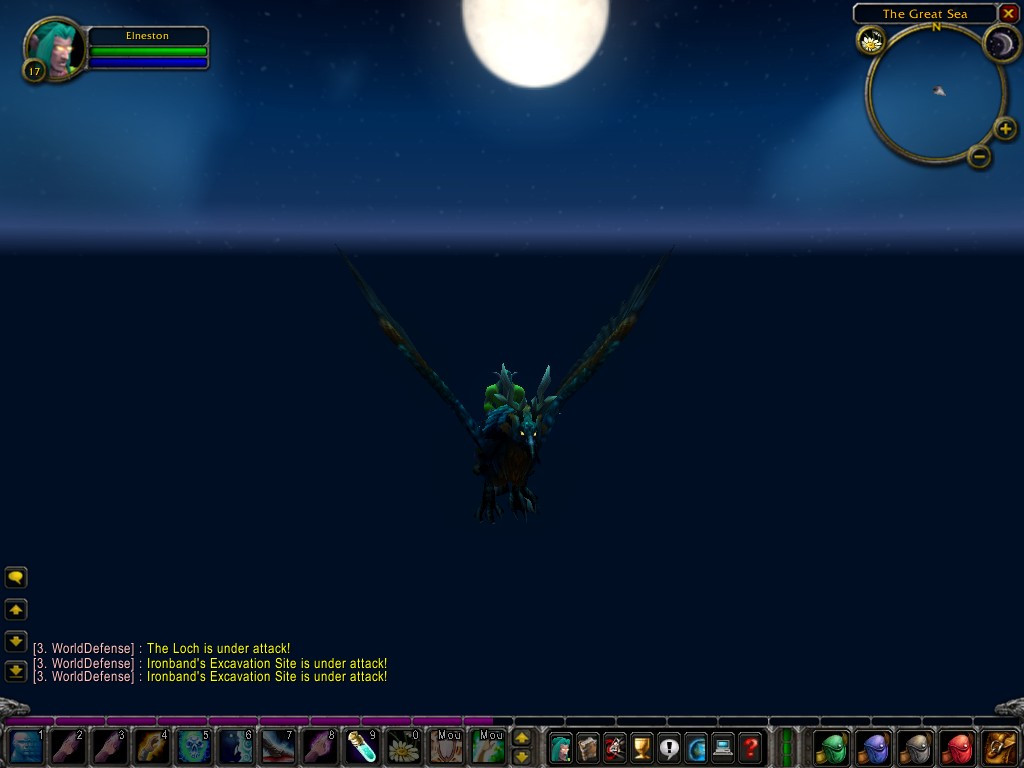 Elneston
17
The Great Sea
N
[3. WorldDefense] : The Loch is under attack!
[3. WorldDefense] : Ironband's Excavation Site is under attack!
[3. WorldDefense] : Ironband's Excavation Site is under attack!
1 2 3 4 5 6 7 8 9 0 Mou Mou